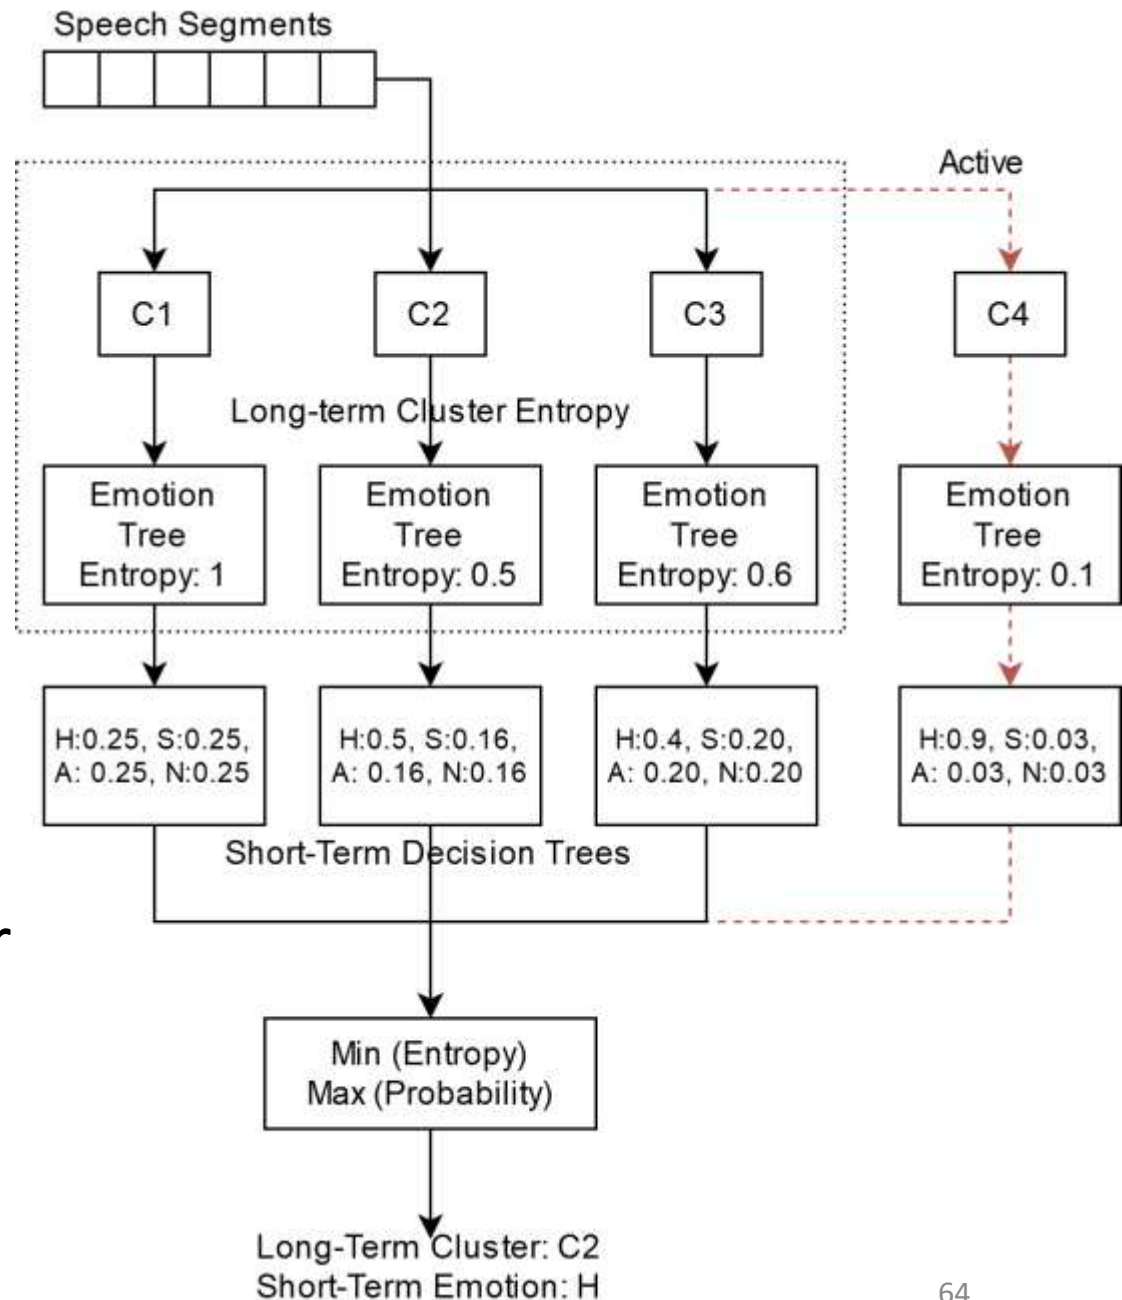 Speech Segments
Active
C1
C2
C3
C4
Long-term Cluster Entropy
Emotion
Tree
Entropy: 1
Emotion
Tree
Entropy: 0.5
Emotion
Tree
Entropy: 0.6
Emotion
Tree
Entropy: 0.1
H:0.25, S:0.25,
A: 0.25, N:0.25
H:0.5, S:0.16,
A: 0.16, N:0.16
H:0.4, S:0.20,
A: 0.20, N:0.20
H:0.9, S:0.03,
A: 0.03, N:0.03
Short-Term Decision Trees
r
Min (Entropy)
Max (Probability)
Long-Term Cluster: C2
Short-Term Emotion: H
64